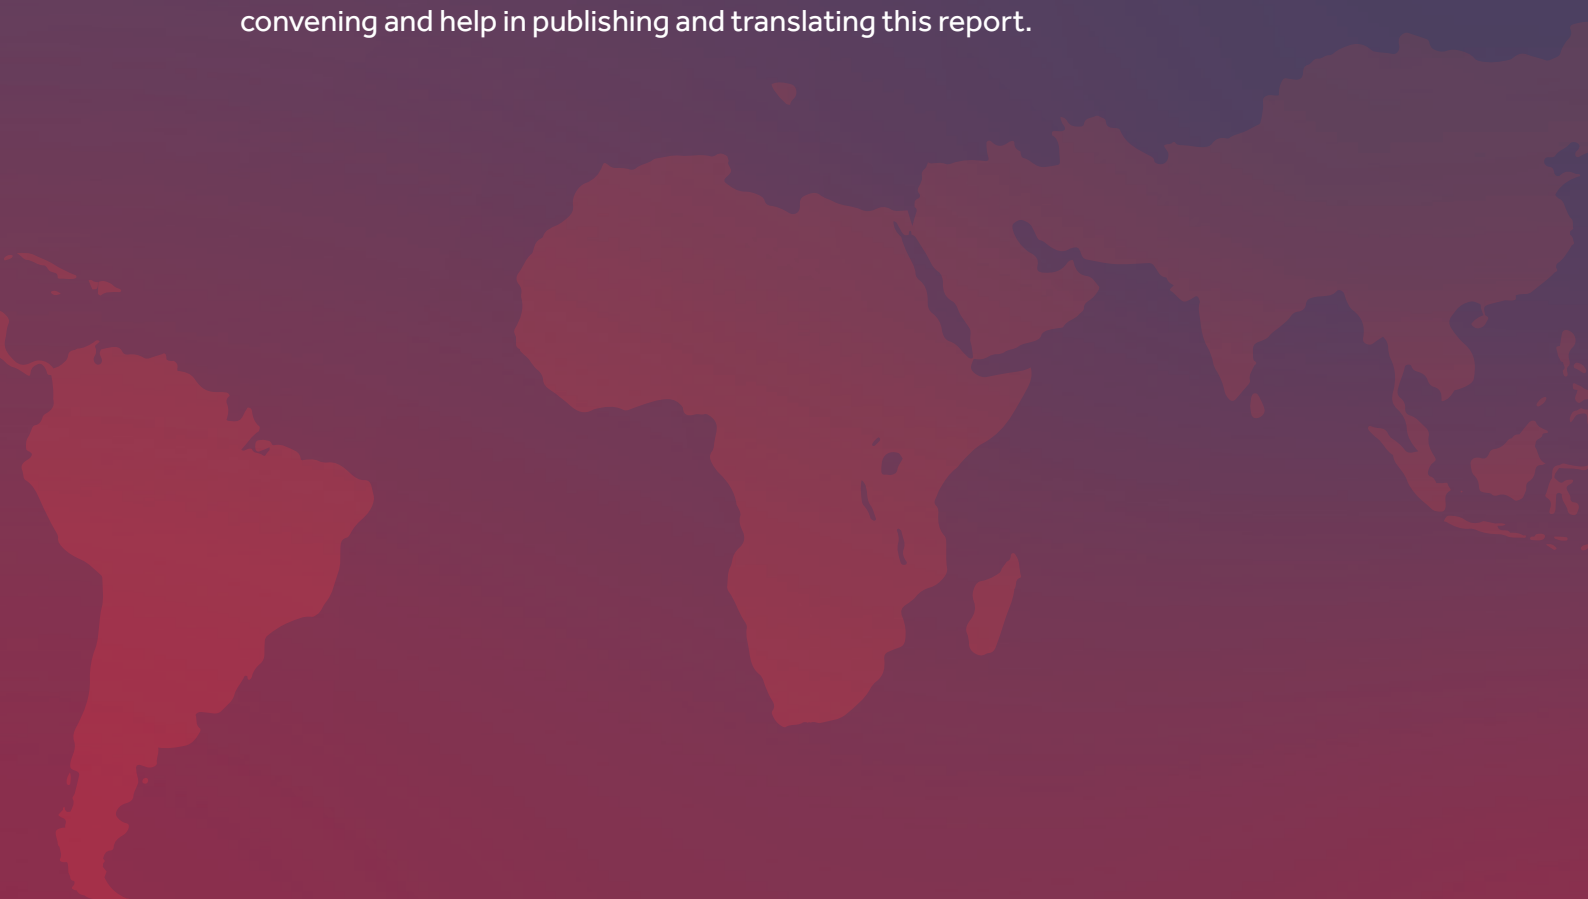 convening and help in publishing and translating this report.